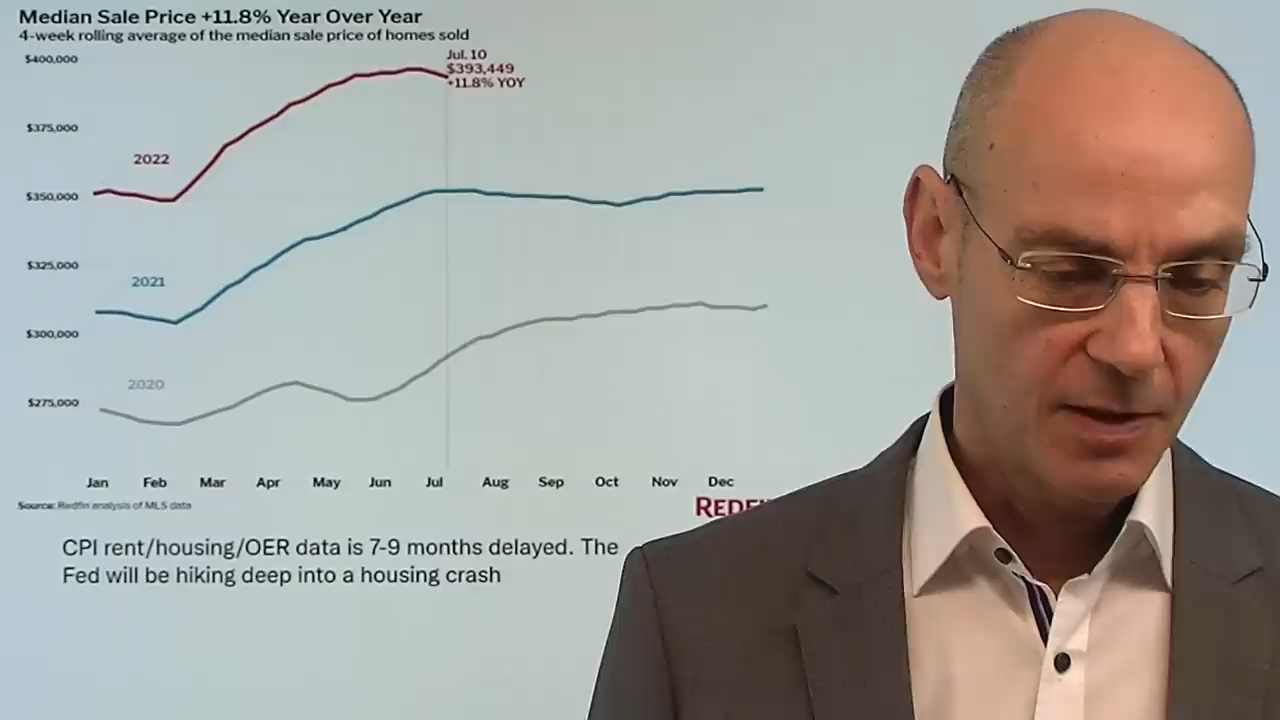 Median Sale Price +11.8% Year Over Year
4-week rolling average of the median sale price of homes sold
$400,000
Jul. 10
$393,449
+11.8% YOY
$375,000
2022
$350,000
$325,000
2021
$300,000
2020
$275,000
Jan Feb Mar Apr May Jun Jul Aug Sep Oct Nov Dec
Source: Redfin analysis of MLS data
CPI rent/housing/OER data is 7-9 months delayed. The
Fed will be hiking deep into a housing crash